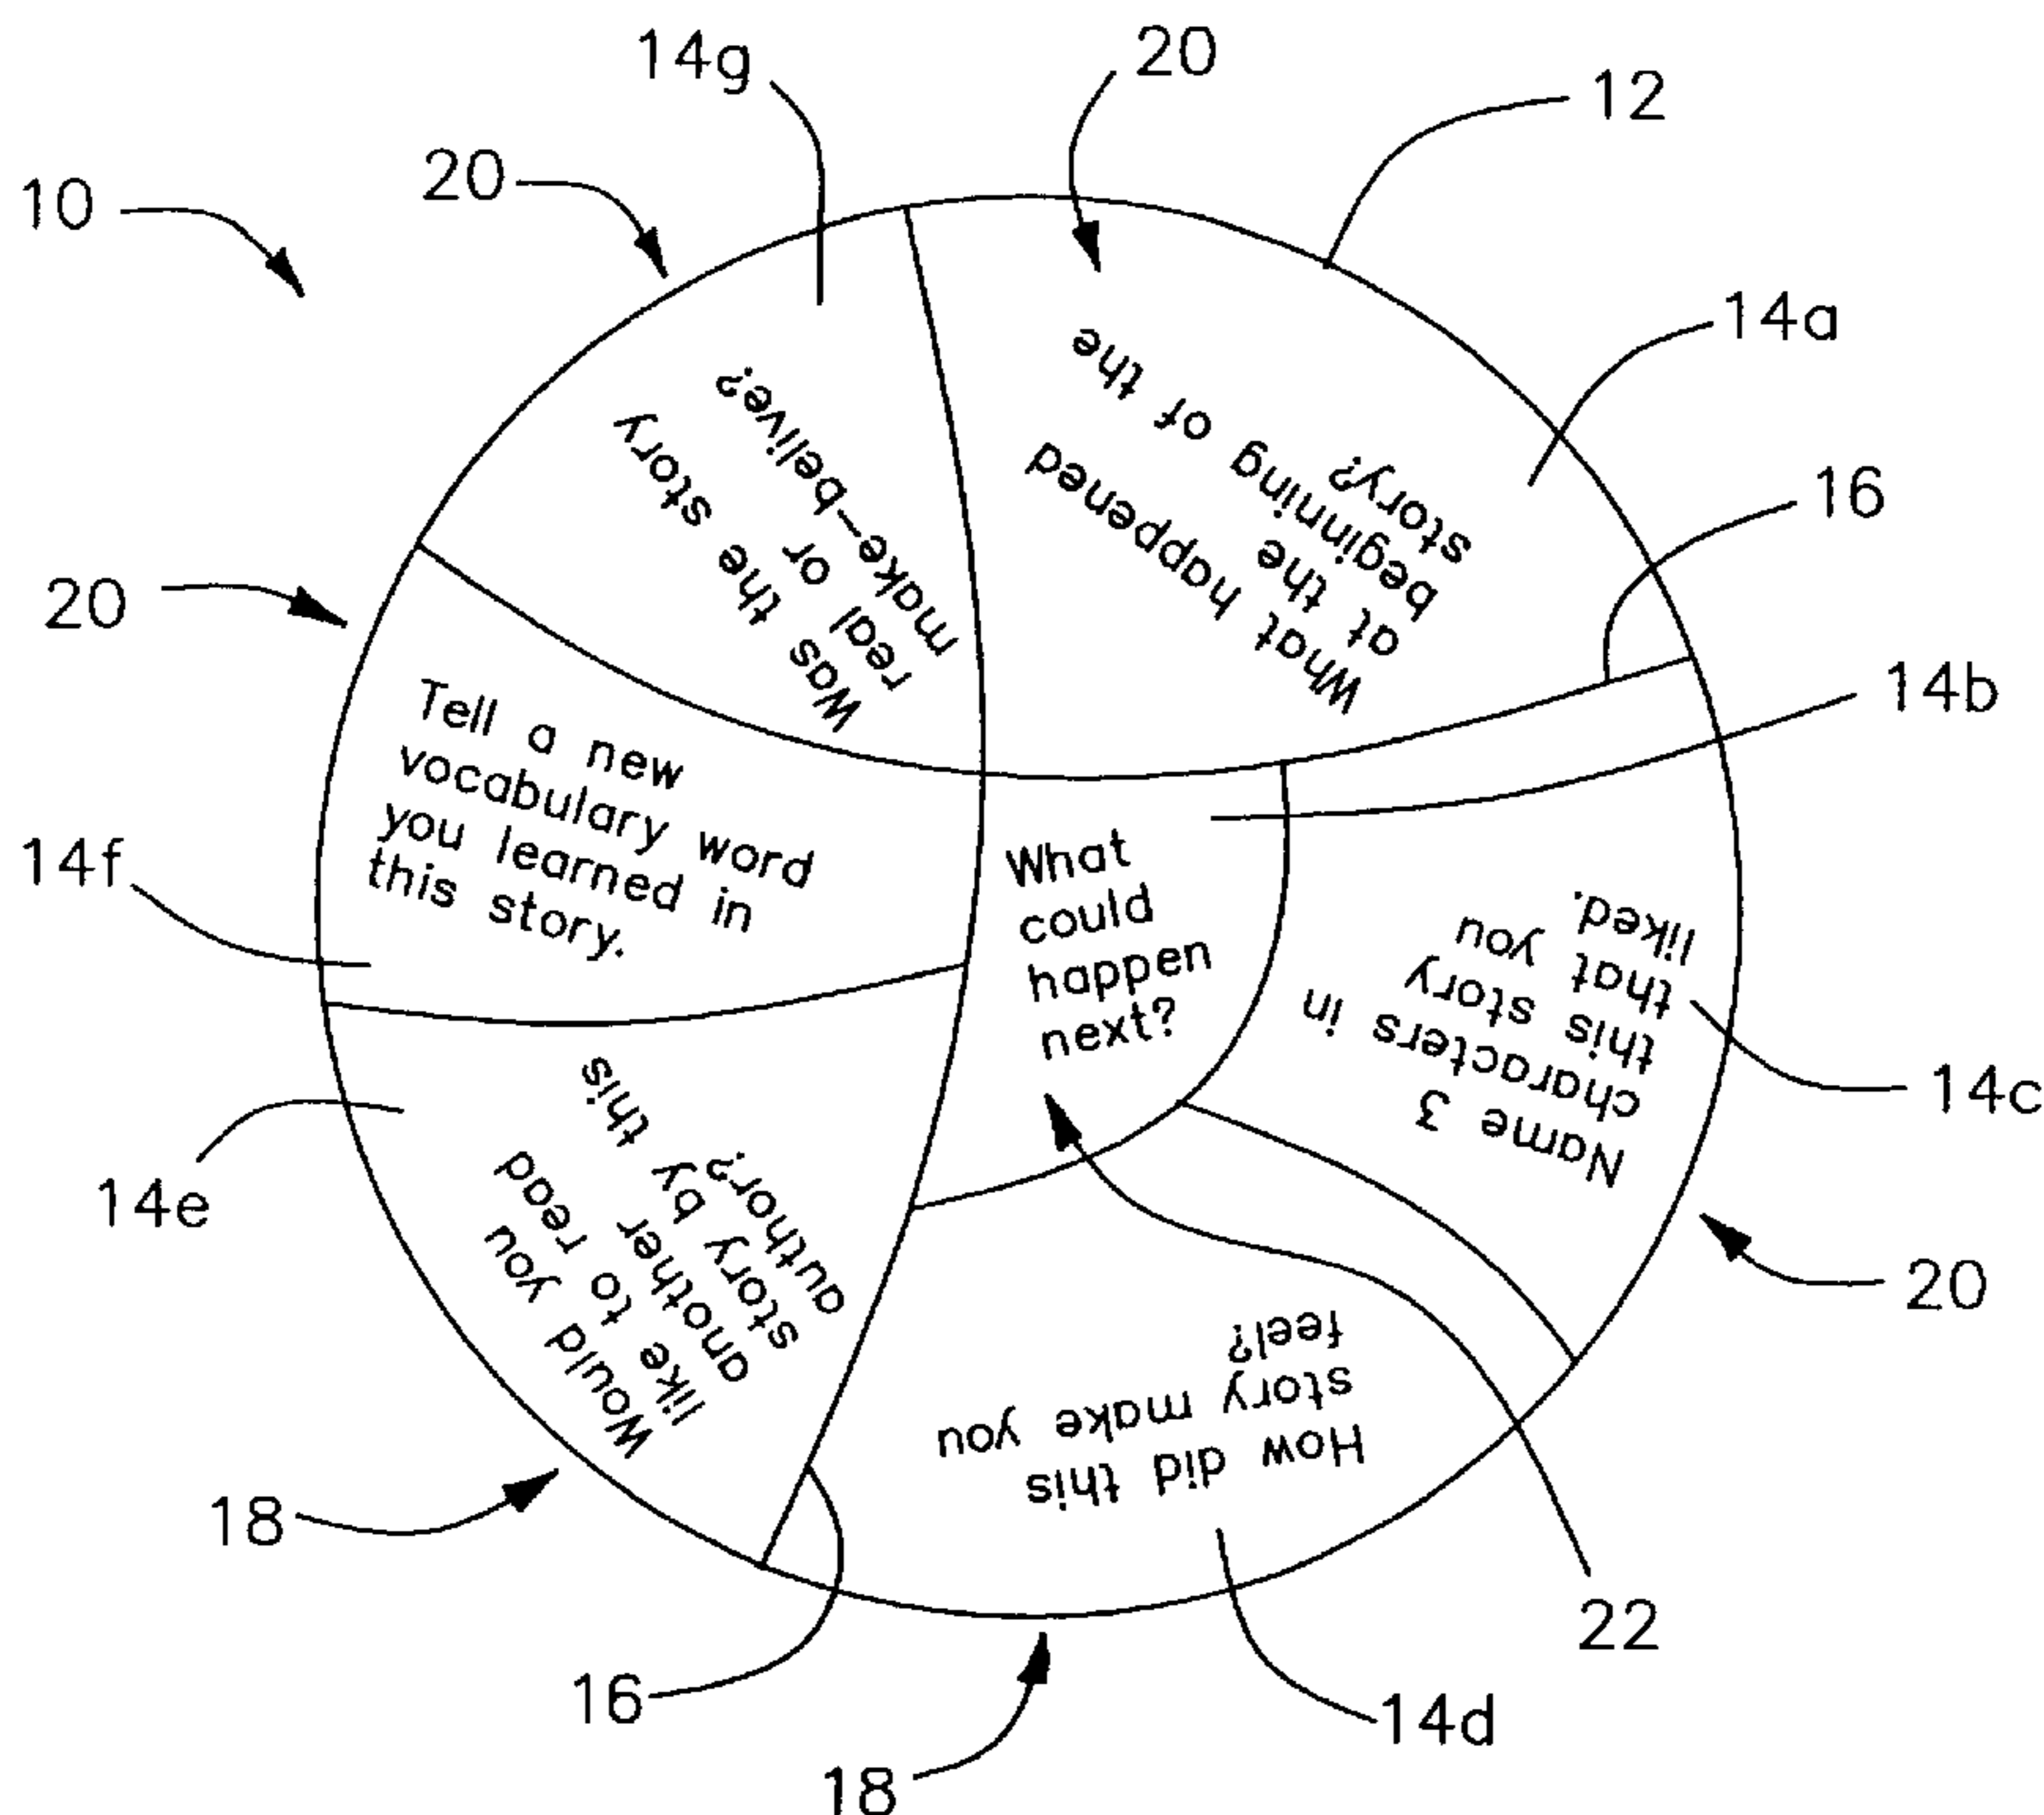 14g
20
12
10
20
14a
16
20
14b
14f
14c
14e
20
18
22
16
14d
18
What happened
at the
beginning of the
story?
Was the story
real or
make-belive?
Tell a new
vocabulary word
you learned in
this story.
What
could
happen
next?
Name 3
characters in
this story
that you
liked.
Would you
like to read
another
story by this
author?
How did this
story make you
feel?